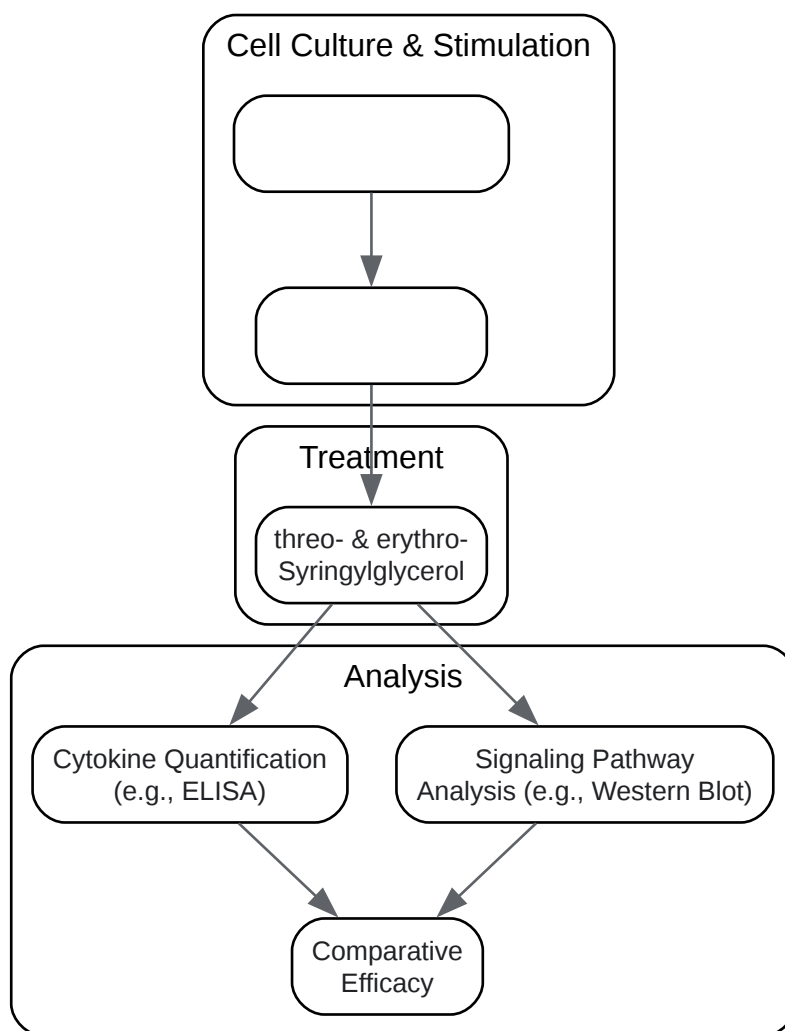 Cell Culture & Stimulation
Treatment
threo- & erythro-
Syringylglycerol
Analysis
Cytokine Quantification
(e.g., ELISA)
Signaling Pathway
Analysis (e.g., Western Blot)
Comparative
Efficacy